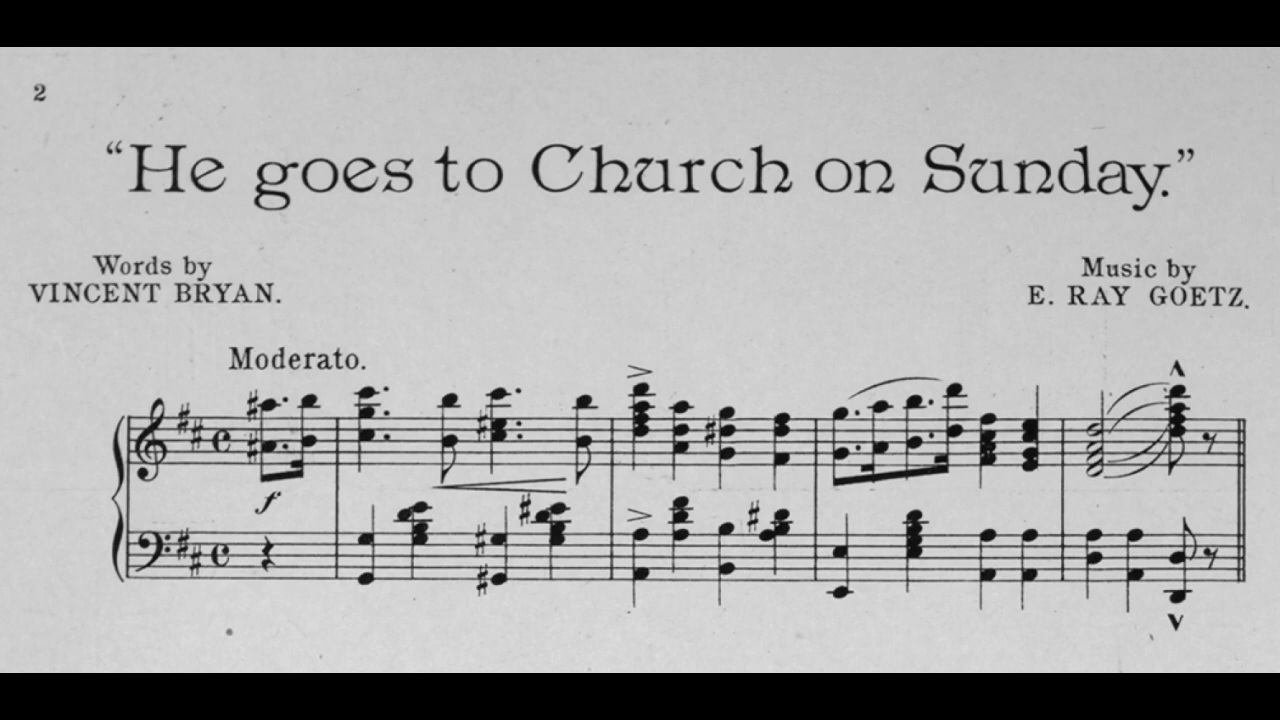 2
“He goes to Church on Sunday.”
Words by
VINCENT BRYAN.
Music by
E. RAY GOETZ.
Moderato.
f